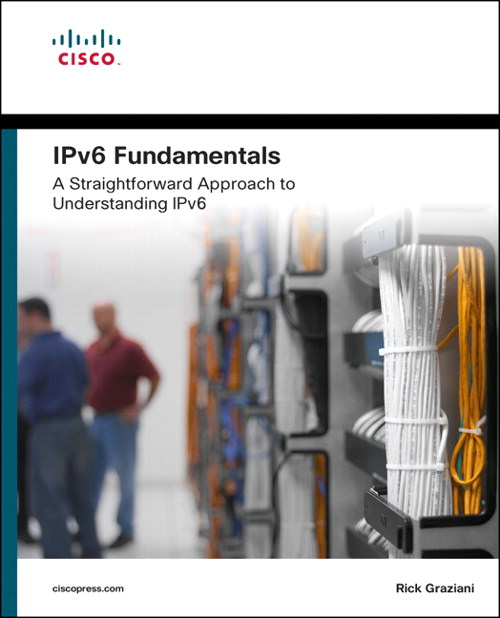 CISCO
IPv6 Fundamentals
A Straightforward Approach to
Understanding IPv6
ciscopress.com
Rick Graziani